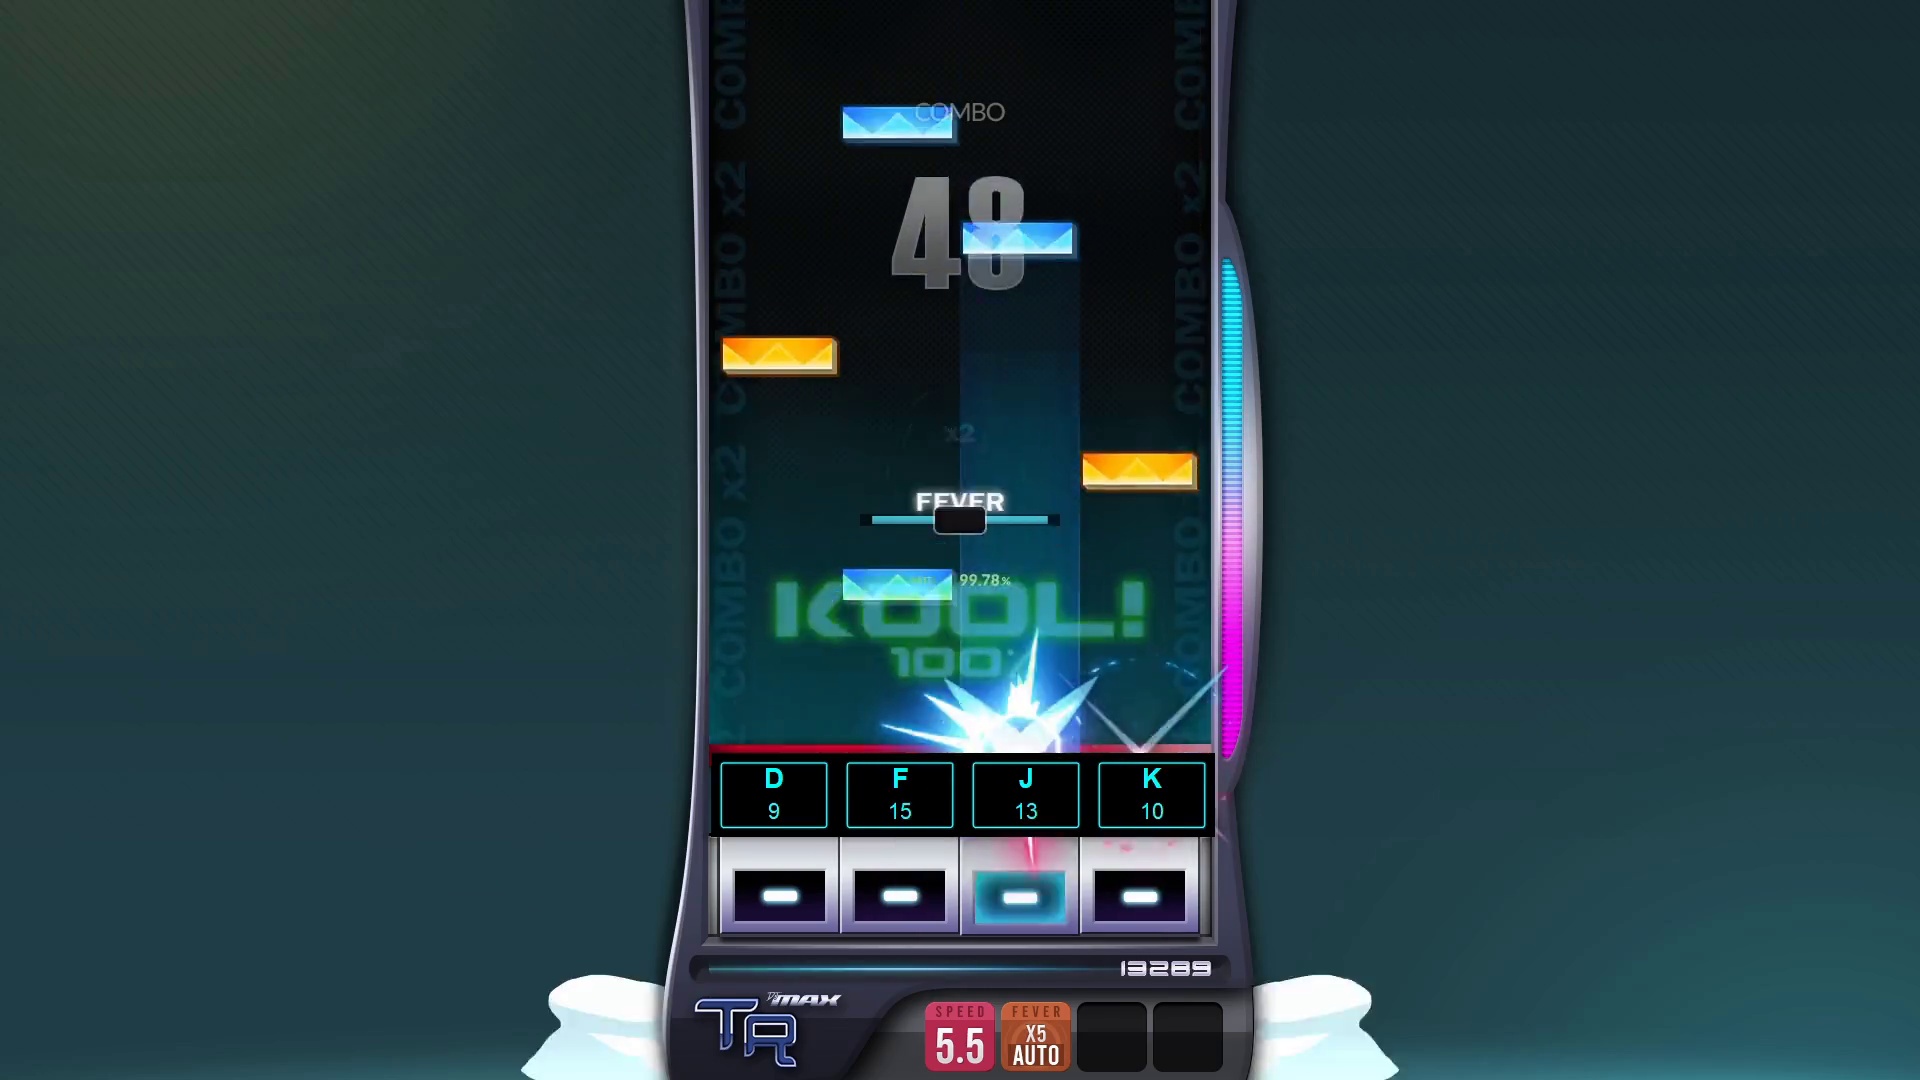 COMBO x2 COMBO x2 COMBO
COMBO x2 COMBO x2 COMBO
COMBO
48
x2
FEVER
99.78%
KOOL!
100%
D
9
F
15
J
13
K
10
13289
MAX
TR
SPEED
5.5
FEVER
X5
AUTO